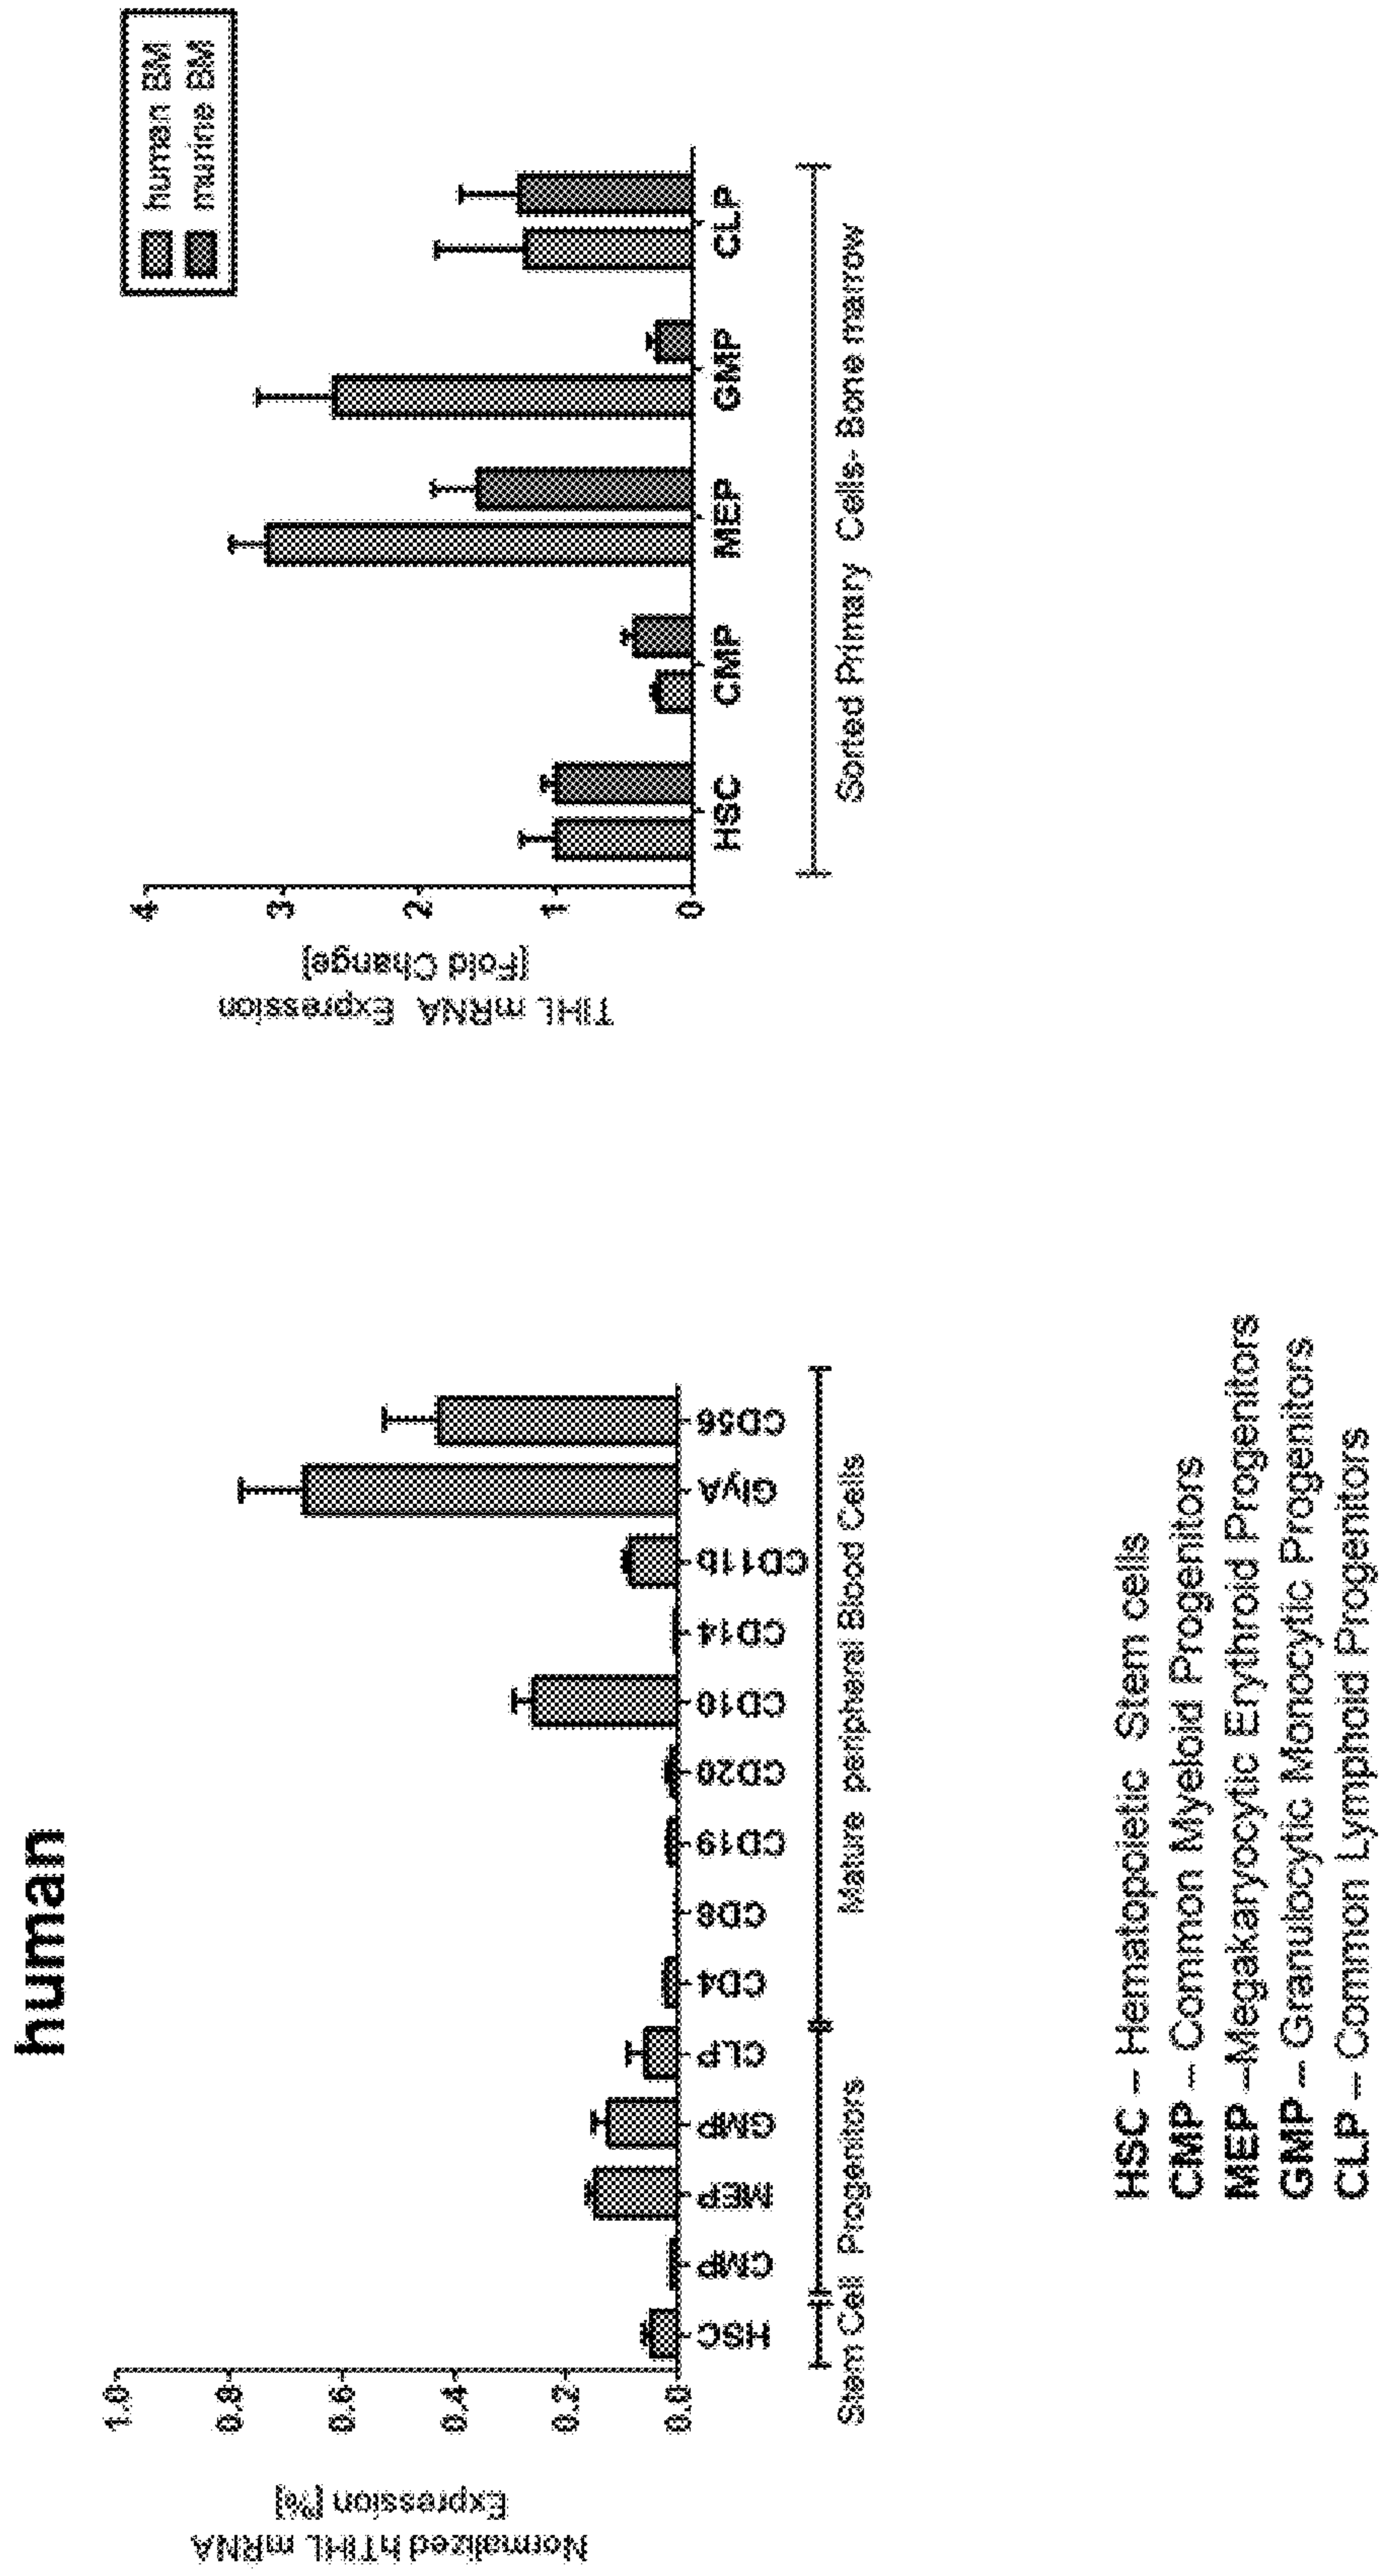 human
Normalized hTIHL mRNA
Expression [%]
1.0
0.8
0.6
0.4
0.2
0.0
HSC
CMP
MEP
GMP
CLP
CD4
CD8
CD19
CD20
CD10
CD14
CD11b
GlyA
CD56
Stem Cell Progenitors
Mature peripheral Blood Cells
HSC – Hematopoietic Stem cells
CMP – Common Myeloid Progenitors
MEP –Megakaryocytic Erythroid Progenitors
GMP – Granulocytic Monocytic Progenitors
CLP – Common Lymphoid Progenitors
TIHL mRNA Expression
[Fold Change]
4
3
2
1
0
human BM
murine BM
HSC
CMP
MEP
GMP
CLP
Sorted Primary Cells- Bone marrow